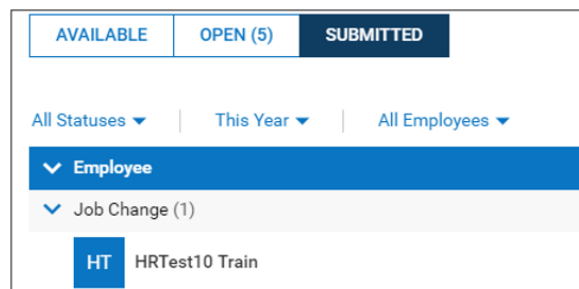 AVAILABLE OPEN (5) SUBMITTED
All Statuses This Year All Employees
Employee
Job Change (1)
HT HRTest10 Train